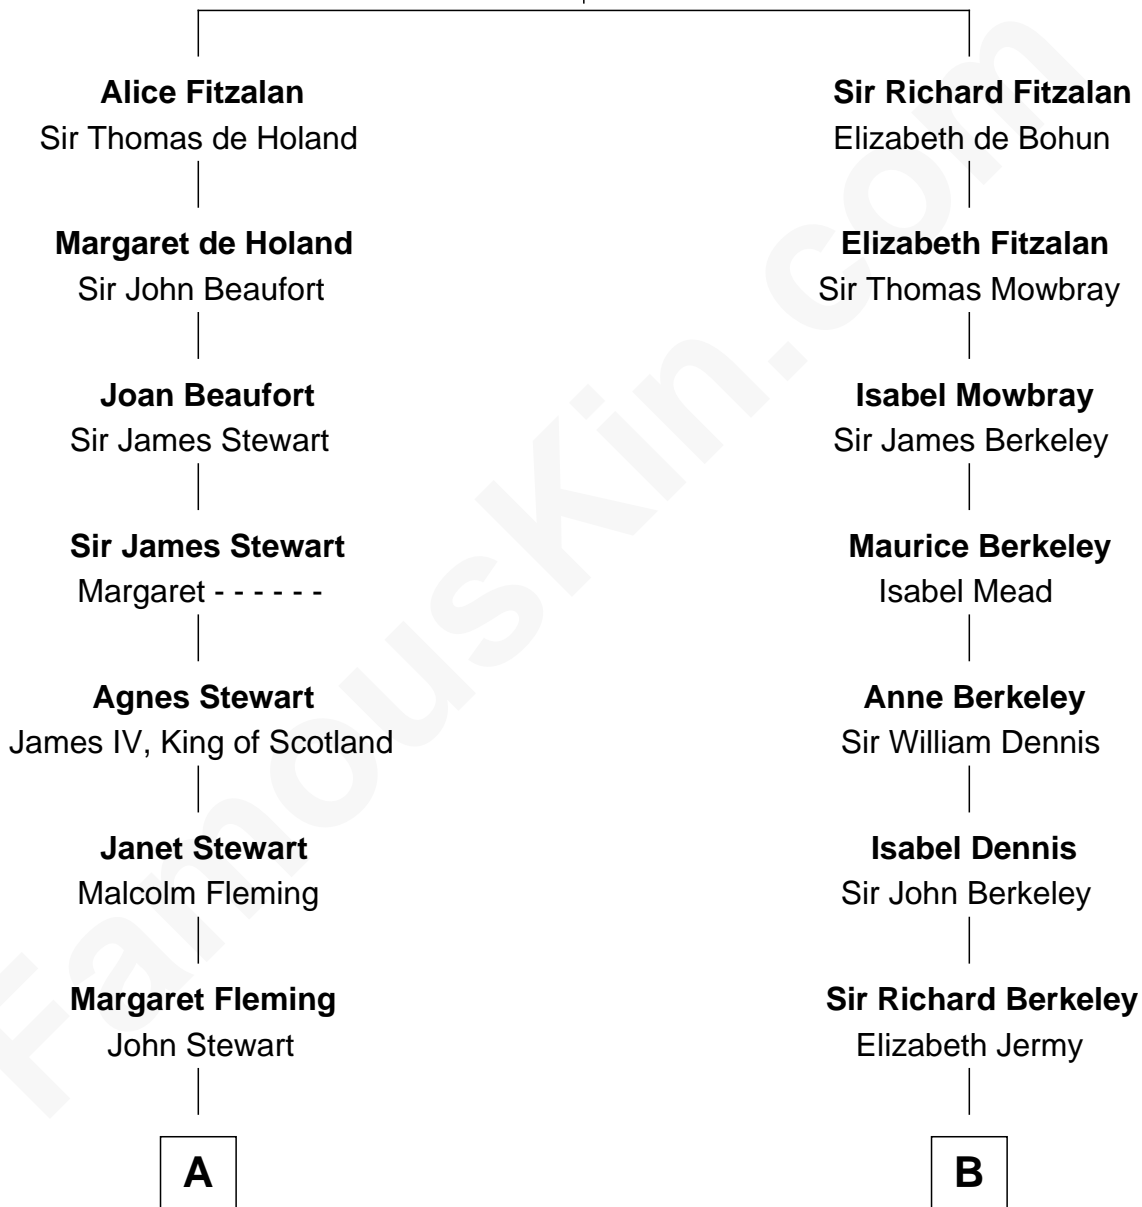 Alice Fitzalan
Sir Thomas de Holand
Margaret de Holand
Sir John Beaufort
Joan Beaufort
Sir James Stewart
Sir James Stewart
Margaret - - - - - -
Agnes Stewart
James IV, King of Scotland
Janet Stewart
Malcolm Fleming
Margaret Fleming
John Stewart
A
Sir Richard Fitzalan
Elizabeth de Bohun
Elizabeth Fitzalan
Sir Thomas Mowbray
Isabel Mowbray
Sir James Berkeley
Maurice Berkeley
Isabel Mead
Anne Berkeley
Sir William Dennis
Isabel Dennis
Sir John Berkeley
Sir Richard Berkeley
Elizabeth Jermy
B
FamousKin.com